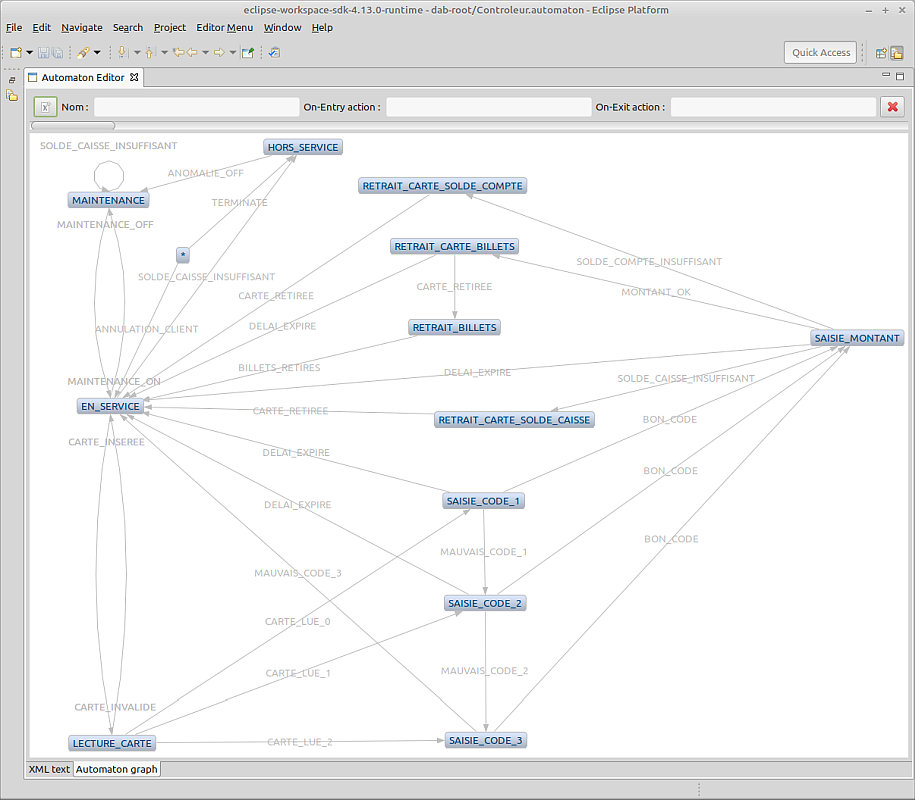 eclipse-workspace-sdk-4.13.0-runtime - dab-root/Controleur.automaton - Eclipse Platform
File Edit Navigate Search Project Editor Menu Window Help
Quick Access
Automaton Editor
Nom : On-Entry action : On-Exit action :
SOLDE_CAISSE_INSUFFISANT
HORS_SERVICE
ANOMALIE_OFF
RETRAIT_CARTE_SOLDE_COMPTE
MAINTENANCE
TERMINATE
MAINTENANCE_OFF
RETRAIT_CARTE_BILLETS
*
SOLDE_COMPTE_INSUFFISANT
SOLDE_CAISSE_INSUFFISANT
CARTE_RETIREE
MONTANT_OK
CARTE_RETIREE
DELAI_EXPIRE
RETRAIT_BILLETS
ANNULATION_CLIENT
SAISIE_MONTANT
BILLETS_RETIRES
DELAI_EXPIRE
SOLDE_CAISSE_INSUFFISANT
MAINTENANCE_ON
EN_SERVICE
CARTE_RETIREE
RETRAIT_CARTE_SOLDE_CAISSE
BON_CODE
CARTE_INSEREE
DELAI_EXPIRE
BON_CODE
SAISIE_CODE_1
DELAI_EXPIRE
BON_CODE
MAUVAIS_CODE_1
MAUVAIS_CODE_3
SAISIE_CODE_2
CARTE_LUE_0
CARTE_LUE_1
MAUVAIS_CODE_2
CARTE_INVALIDE
LECTURE_CARTE
CARTE_LUE_2
SAISIE_CODE_3
XML text Automaton graph